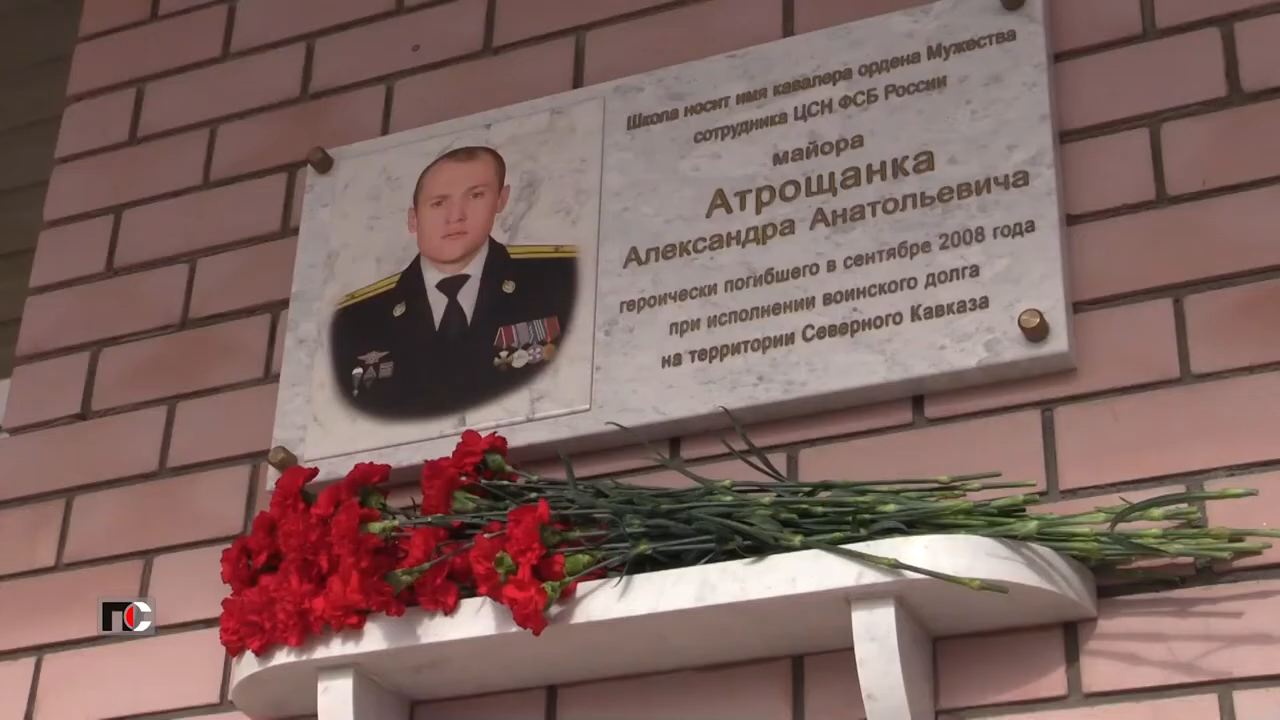 Школа носит имя кавалера ордена Мужества
сотрудника ЦСН ФСБ России
майора
Атрощанка
Александра Анатольевича
героически погибшего в сентябре 2008 года
при исполнении воинского долга
на территории Северного Кавказа
ПС